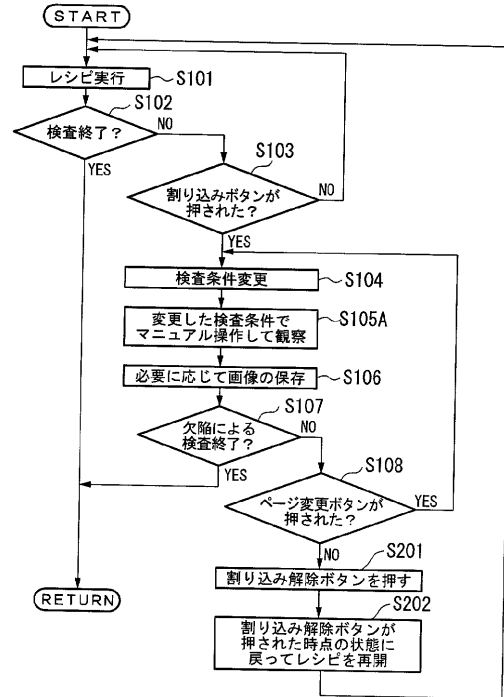 START
レシピ実行
S101
検査終了？
S102
NO
YES
割り込みボタンが
押された？
S103
NO
YES
検査条件変更
S104
変更した検査条件で
マニュアル操作して観察
S105A
必要に応じて画像の保存
S106
欠陥による
検査終了？
S107
NO
YES
ページ変更ボタンが
押された？
S108
YES
NO
割り込み解除ボタンを押す
S201
割り込み解除ボタンが
押された時点の状態に
戻ってレシピを再開
S202
RETURN